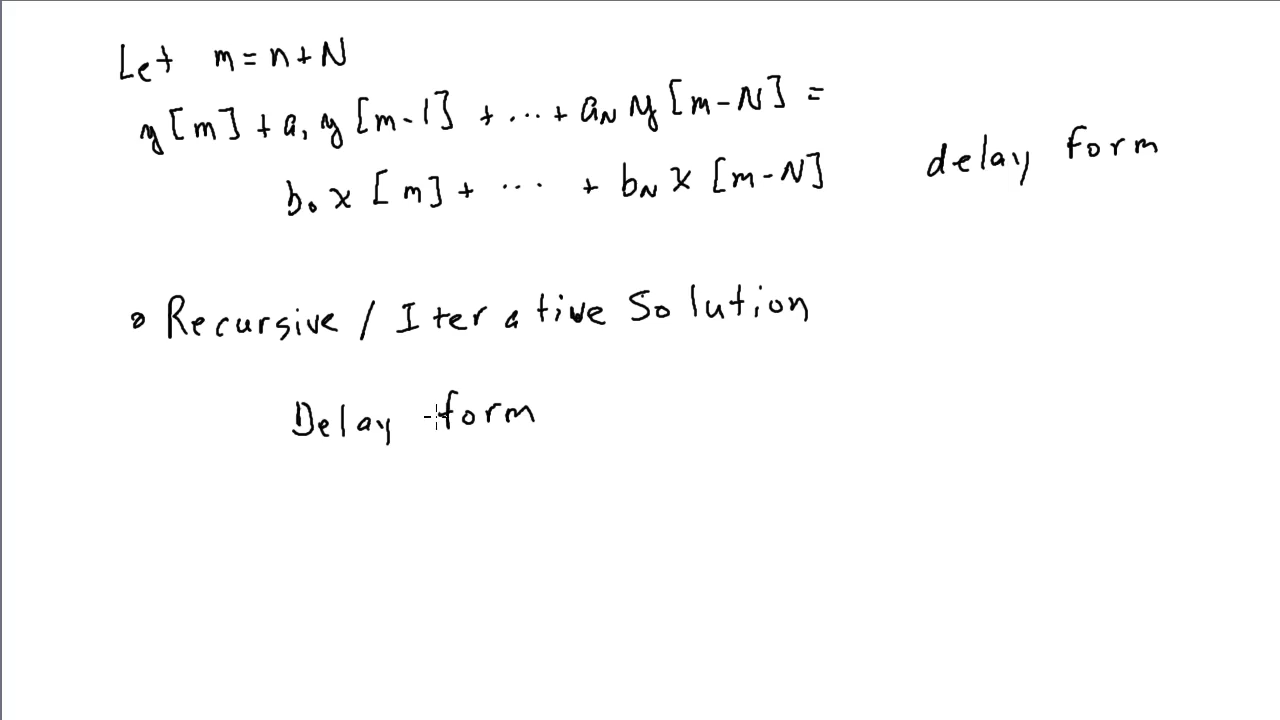 Let m = n + N
y[m] + a₁ y[m-1] + ... + a_N y[m-N] =
b₀ x[m] + ... + b_N x[m-N] delay form
• Recursive / Iterative Solution
Delay form